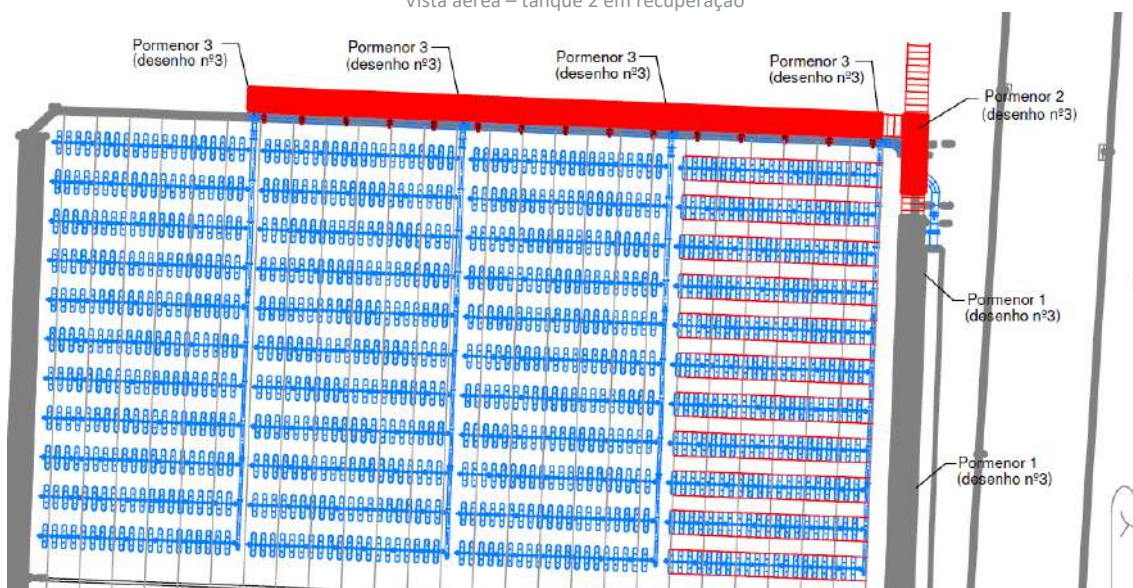 Vista aérea – tanque 2 em recuperação
Pormenor 3
(desenho nº3)
Pormenor 3
(desenho nº3)
Pormenor 3
(desenho nº3)
Pormenor 3
(desenho nº3)
Pormenor 2
(desenho nº3)
Pormenor 1
(desenho nº3)
Pormenor 1
(desenho nº3)